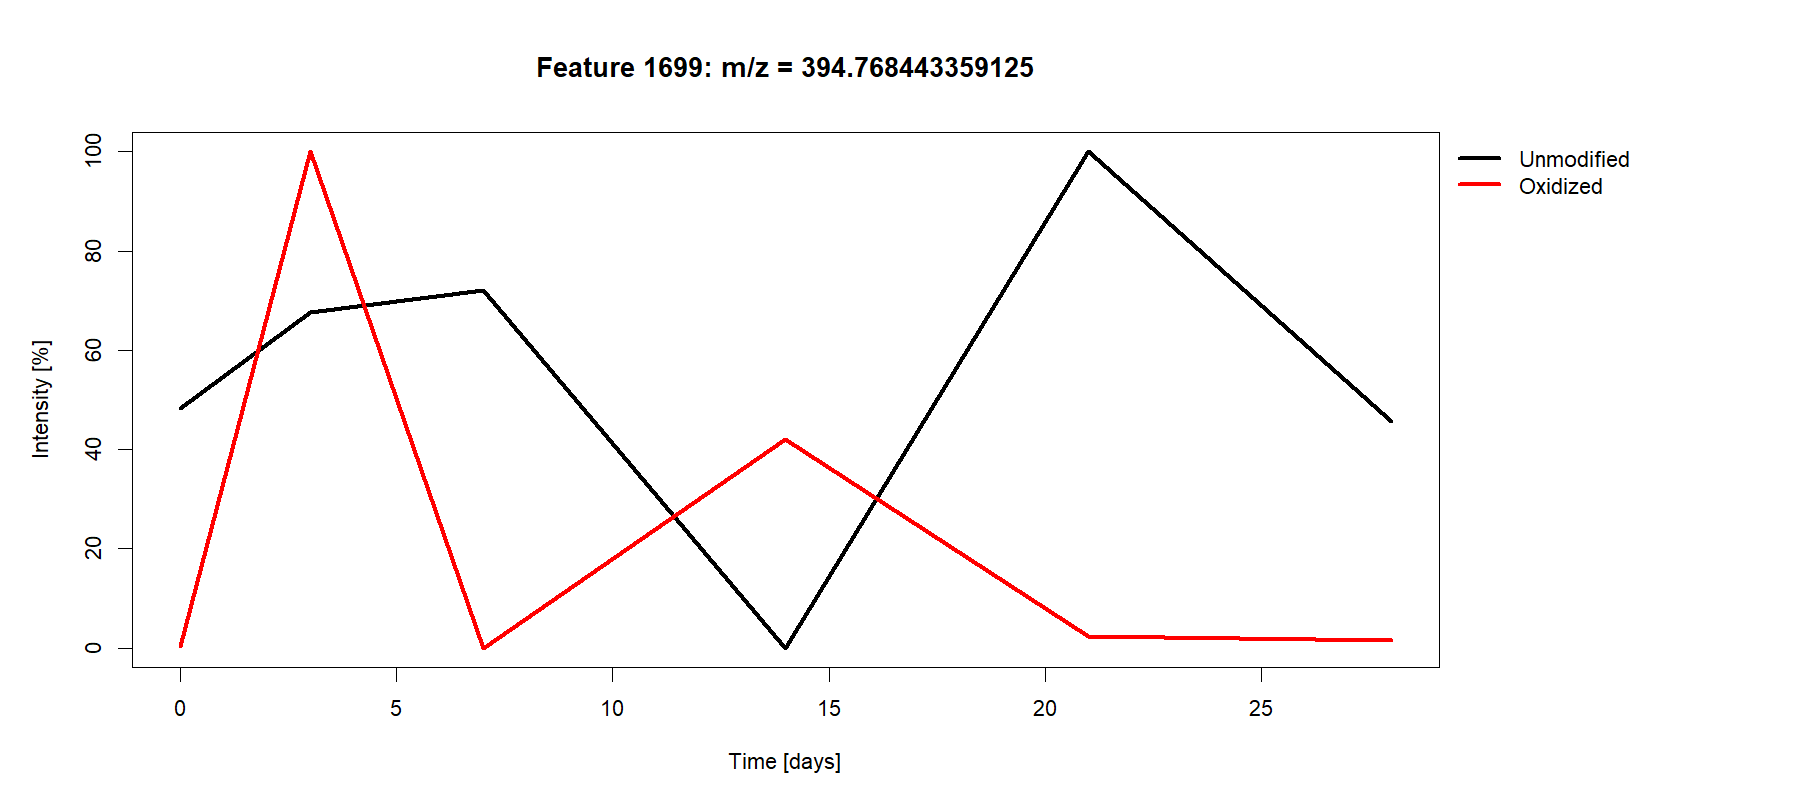 Feature 1699: m/z = 394.768443359125
Unmodified
Oxidized
Intensity [%]
100
80
60
40
20
0
0 5 10 15 20 25
Time [days]